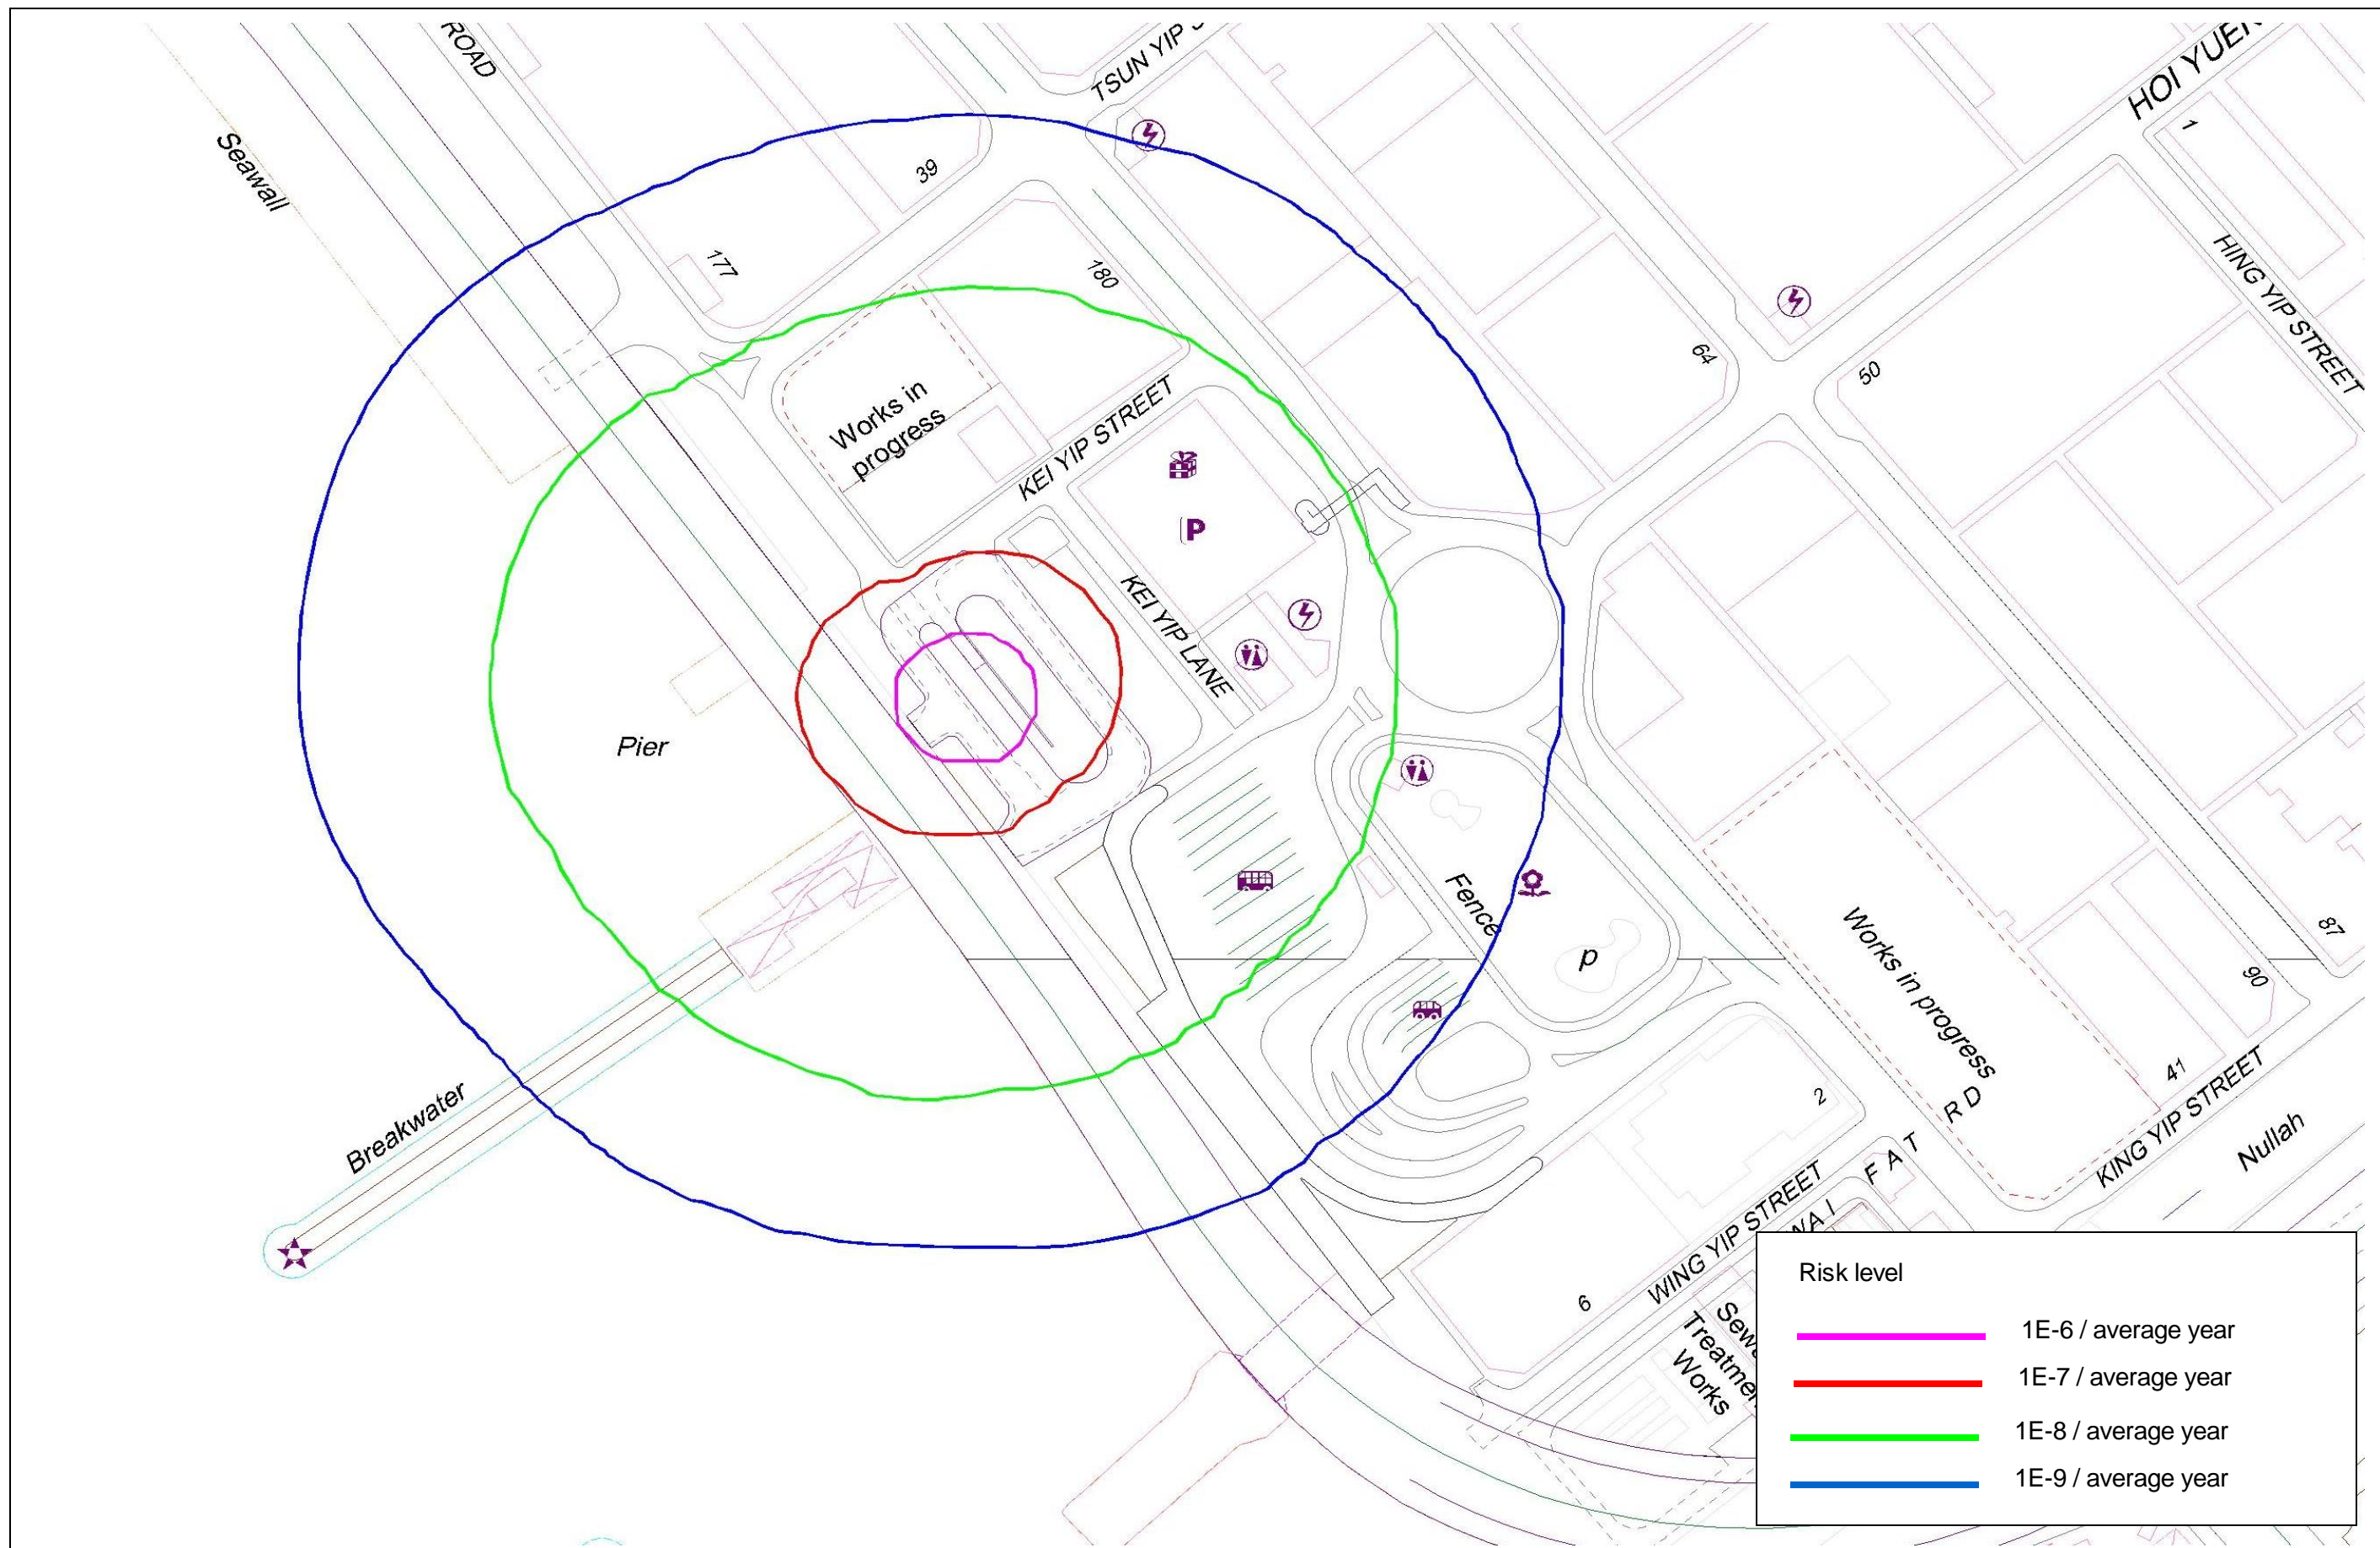 ROAD
TSUN YIP
Seawall
39
177
180
1
HING YIP STREET
64
50
Works in
progress
KEI YIP STREET
P
KEI YIP LANE
Pier
Fence
p
Works in progress
87
90
41
KING YIP STREET
Nullah
2
WAI FAT RD
WING YIP STREET
6
Breakwater
Works
Risk level
1E-6 / average year
1E-7 / average year
1E-8 / average year
1E-9 / average year